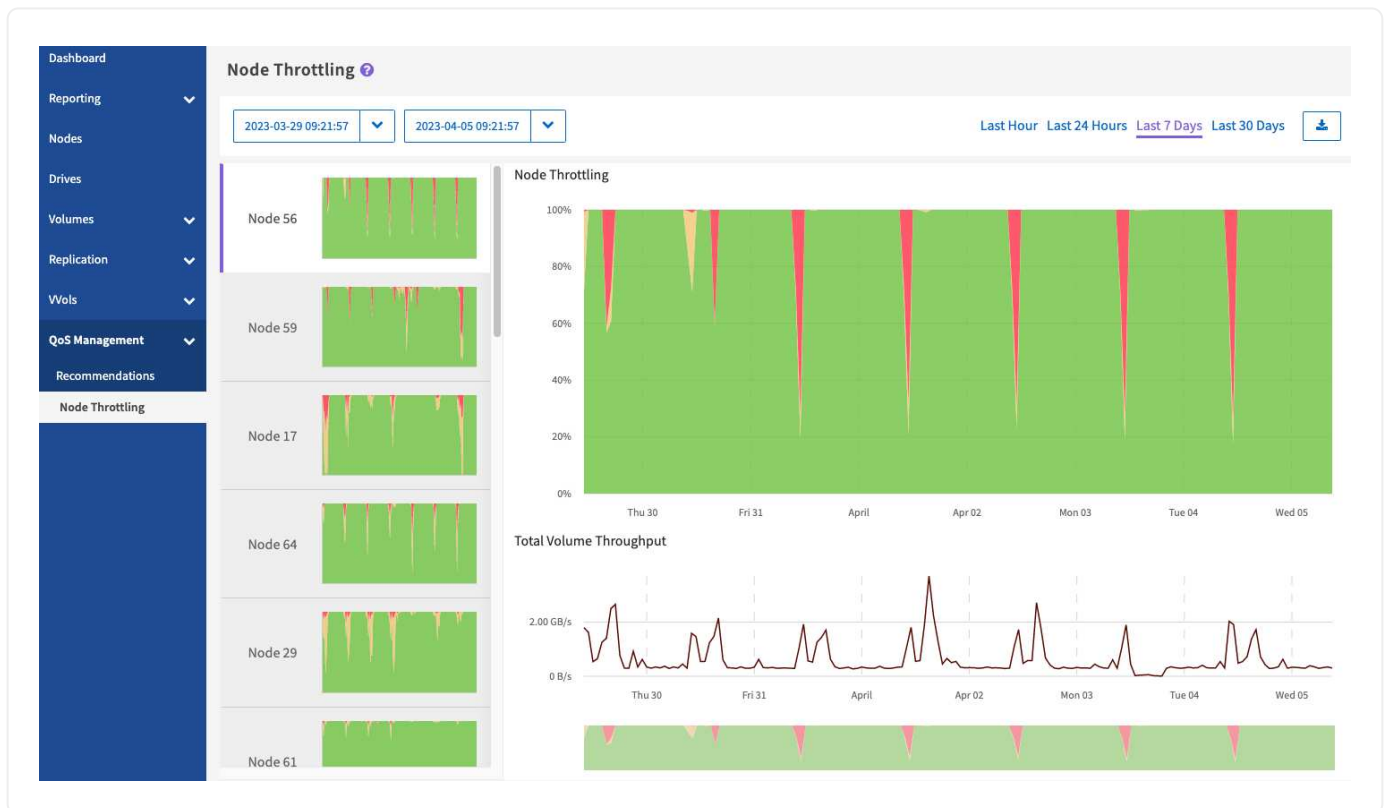 Dashboard
Reporting
Nodes
Drives
Volumes
Replication
VVols
QoS Management
Recommendations
Node Throttling
Node Throttling ?
2023-03-29 09:21:57
2023-04-05 09:21:57
Last Hour Last 24 Hours Last 7 Days Last 30 Days
Node 56
Node 59
Node 17
Node 64
Node 29
Node 61
Node Throttling
100%
80%
60%
40%
20%
0%
Thu 30 Fri 31 April Apr 02 Mon 03 Tue 04 Wed 05
Total Volume Throughput
2.00 GB/s
0 B/s
Thu 30 Fri 31 April Apr 02 Mon 03 Tue 04 Wed 05